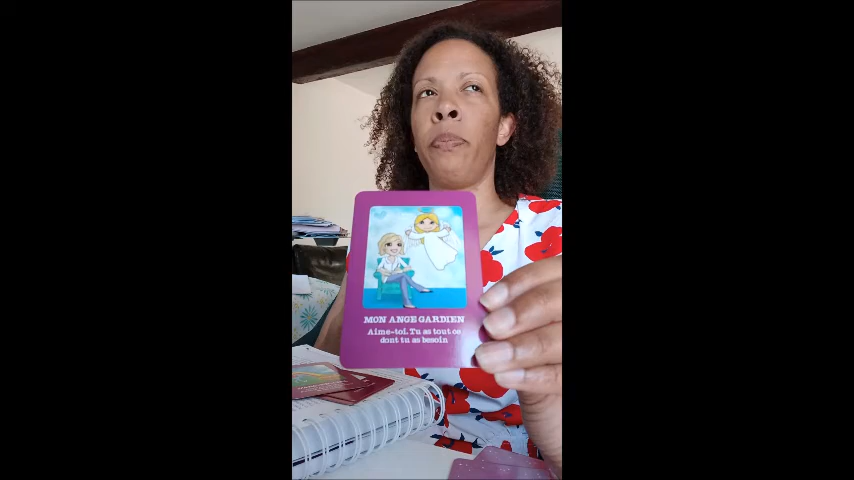 MON ANGE GARDIEN
Aime-toi. Tu as tout ce
dont tu as besoin